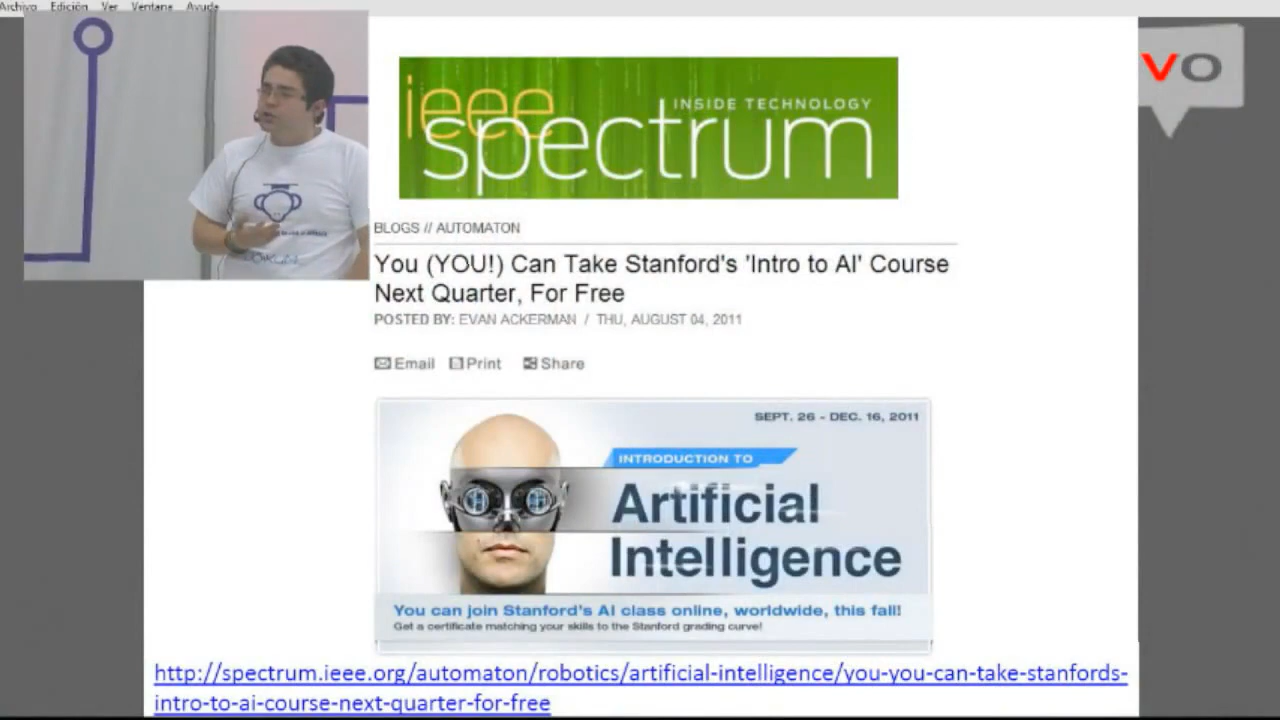 Archivo Edición Ver Ventana Ayuda
VO
ieee
INSIDE TECHNOLOGY
spectrum
BLOGS // AUTOMATON
You (YOU!) Can Take Stanford's 'Intro to AI' Course
Next Quarter, For Free
POSTED BY: EVAN ACKERMAN / THU, AUGUST 04, 2011
Email Print Share
SEPT. 26 - DEC. 16, 2011
INTRODUCTION TO
Artificial
Intelligence
You can join Stanford's AI class online, worldwide, this fall!
Get a certificate matching your skills to the Stanford grading curve!
http://spectrum.ieee.org/automaton/robotics/artificial-intelligence/you-you-can-take-stanfords-
intro-to-ai-course-next-quarter-for-free